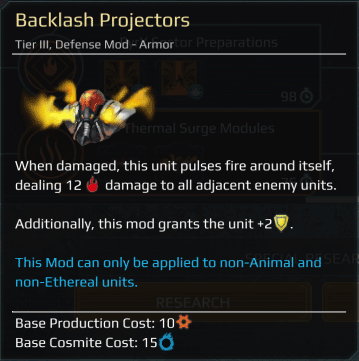 Backlash Projectors
Tier III, Defense Mod - Armor
Sector Preparations
98
Thermal Surge Modules
When damaged, this unit pulses fire around itself,
dealing 12 damage to all adjacent enemy units.
Additionally, this mod grants the unit +2.
This Mod can only be applied to non-Animal and
non-Ethereal units.
RESEARCH
Base Production Cost: 10
Base Cosmite Cost: 15